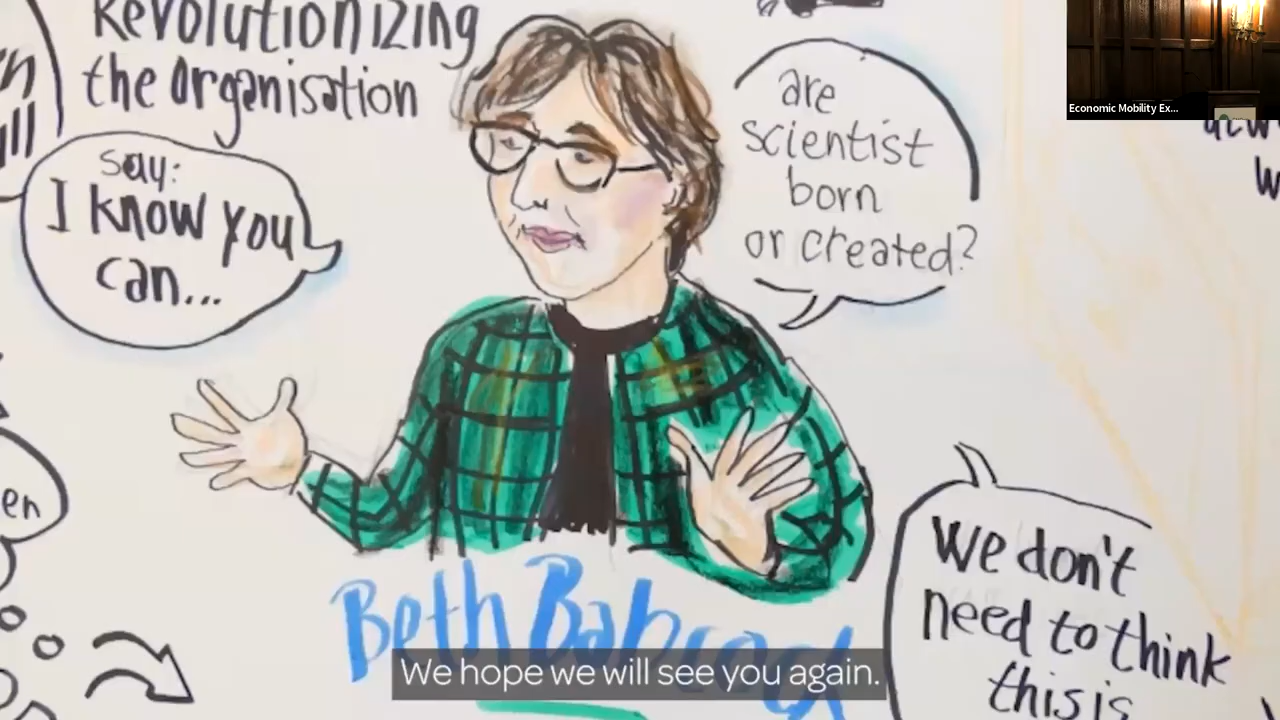 Revolutionizing
the Organisation
say:
I know you
can...
are
scientist
born
or created?
Economic Mobility Ex...
en
We don't
need to think
this is
Beth Babcock
We hope we will see you again.